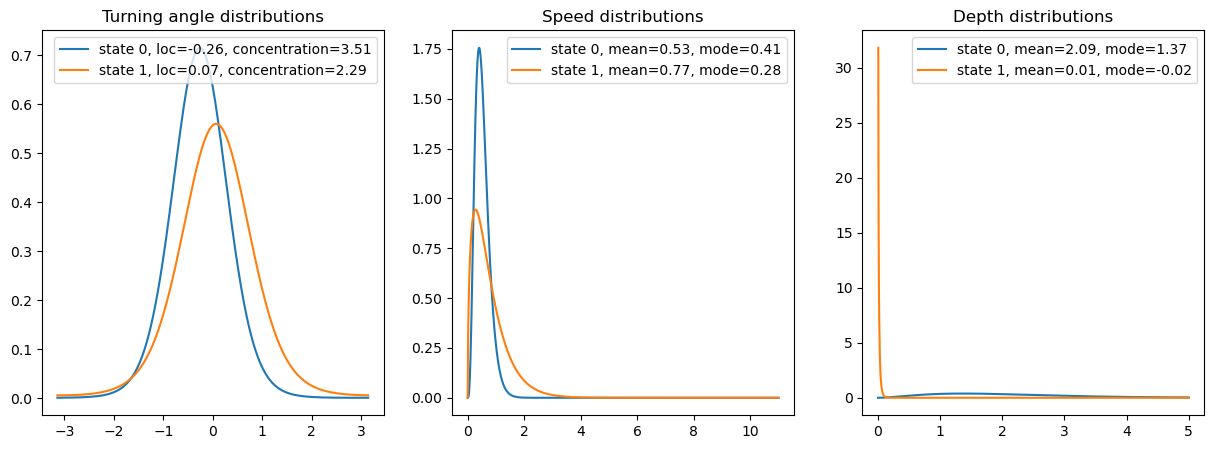 Turning angle distributions
state 0, loc=-0.26, concentration=3.51
state 1, loc=0.07, concentration=2.29
0.7
0.6
0.5
0.4
0.3
0.2
0.1
0.0
−3 −2 −1 0 1 2 3
Speed distributions
state 0, mean=0.53, mode=0.41
state 1, mean=0.77, mode=0.28
1.75
1.50
1.25
1.00
0.75
0.50
0.25
0.00
0 2 4 6 8 10
Depth distributions
state 0, mean=2.09, mode=1.37
state 1, mean=0.01, mode=-0.02
30
25
20
15
10
5
0
0 1 2 3 4 5